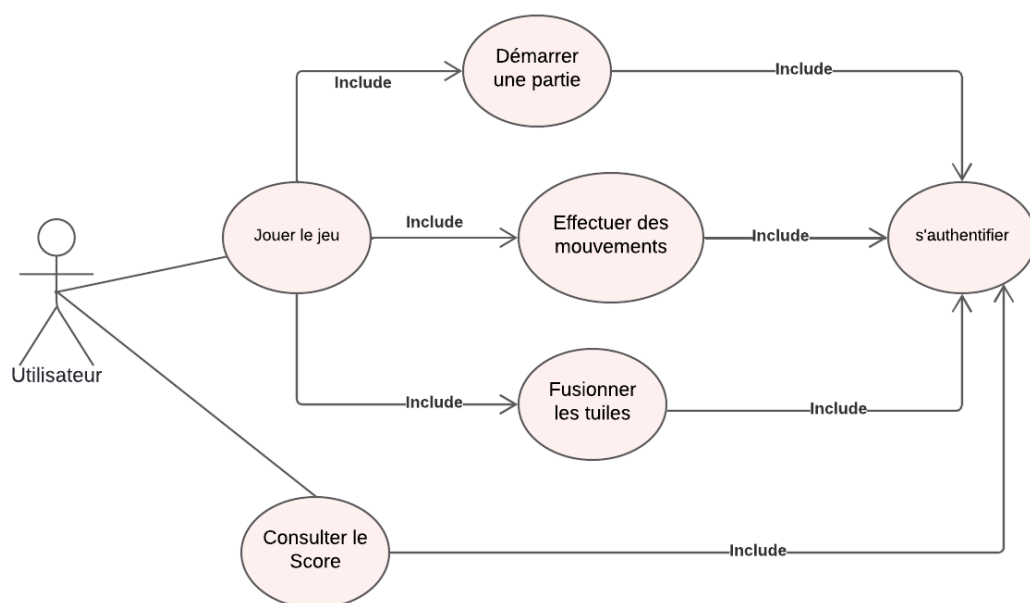 Démarrer
une partie
Include
Include
Jouer le jeu
Include
Effectuer des
mouvements
Include
s'authentifier
Utilisateur
Include
Fusionner
les tuiles
Include
Consulter le
Score
Include